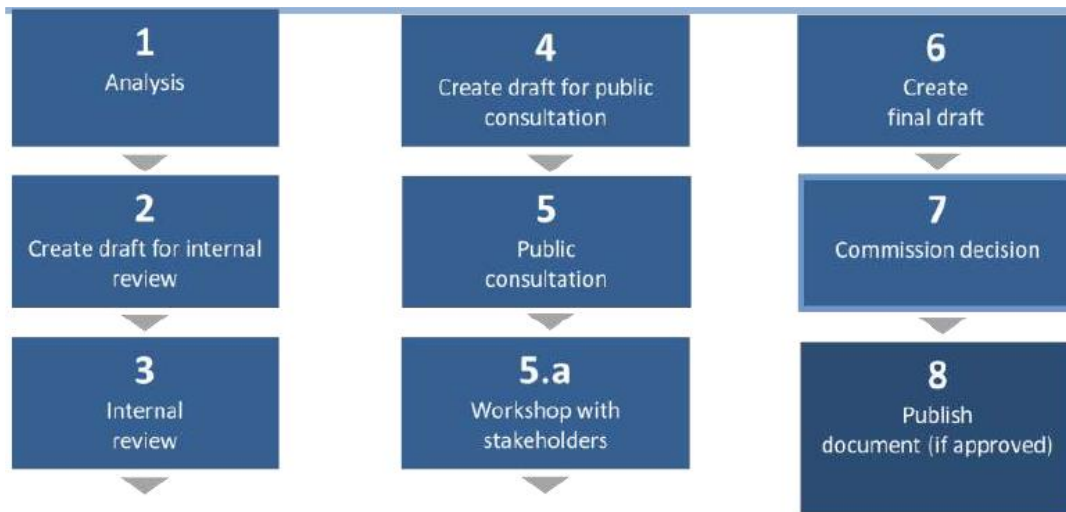 1
Analysis
2
Create draft for internal
review
3
Internal
review
4
Create draft for public
consultation
5
Public
consultation
5.a
Workshop with
stakeholders
6
Create
final draft
7
Commission decision
8
Publish
document (if approved)